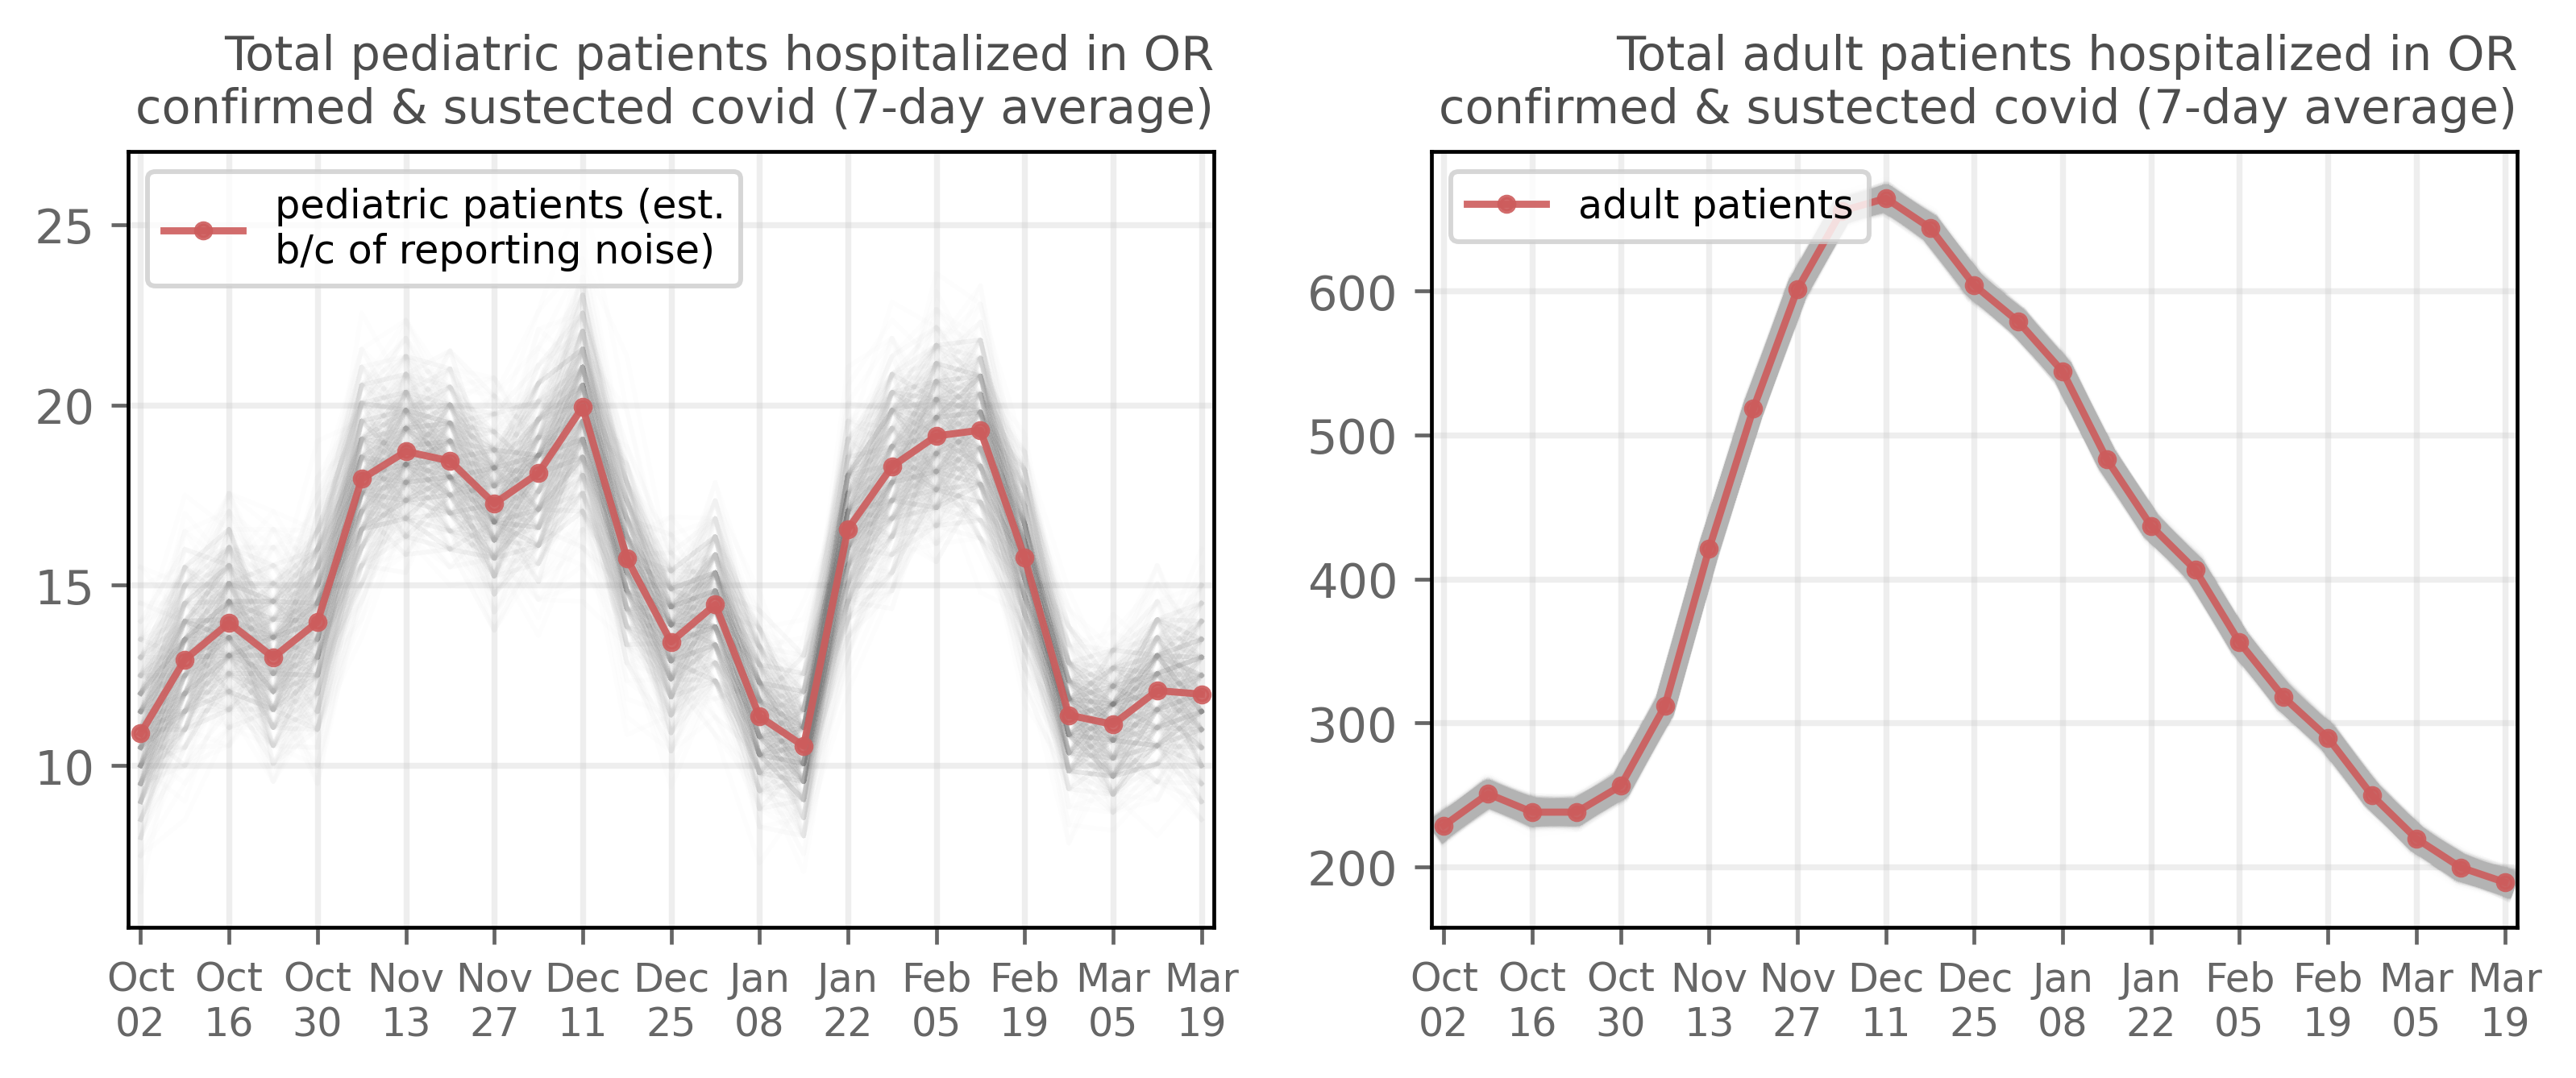 Total pediatric patients hospitalized in OR
confirmed & sustected covid (7-day average)
pediatric patients (est.
b/c of reporting noise)
25
20
15
10
Oct Oct Oct Nov Nov Dec Dec Jan Jan Feb Feb Mar Mar
02 16 30 13 27 11 25 08 22 05 19 05 19
Total adult patients hospitalized in OR
confirmed & sustected covid (7-day average)
adult patients
600
500
400
300
200
Oct Oct Oct Nov Nov Dec Dec Jan Jan Feb Feb Mar Mar
02 16 30 13 27 11 25 08 22 05 19 05 19